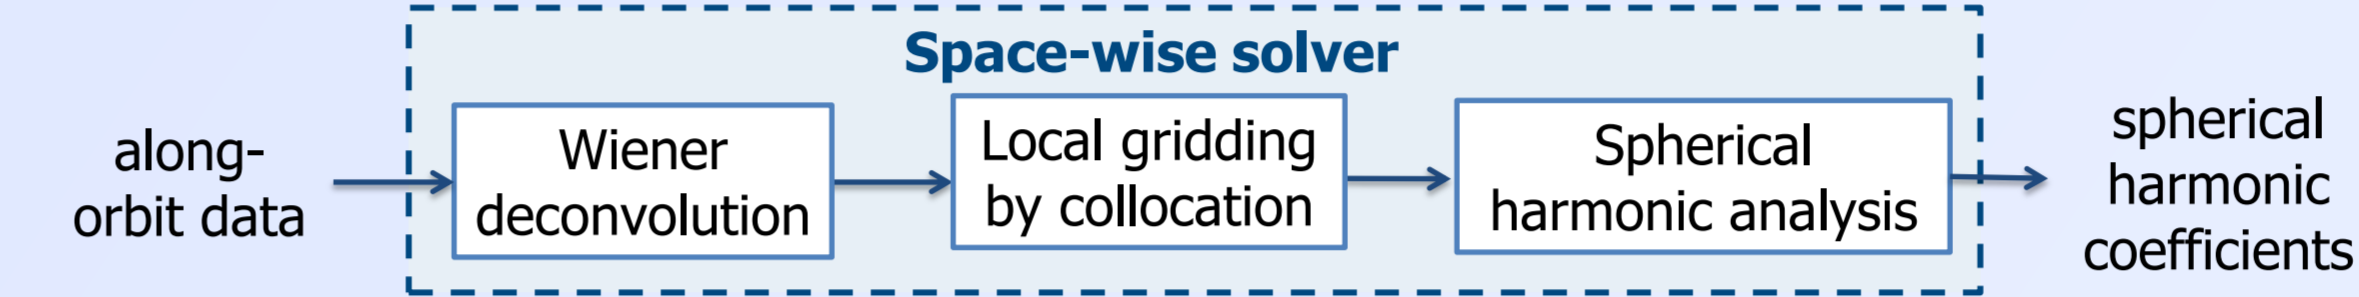 Space-wise solver
along-
orbit data
Wiener
deconvolution
Local gridding
by collocation
Spherical
harmonic analysis
spherical
harmonic
coefficients